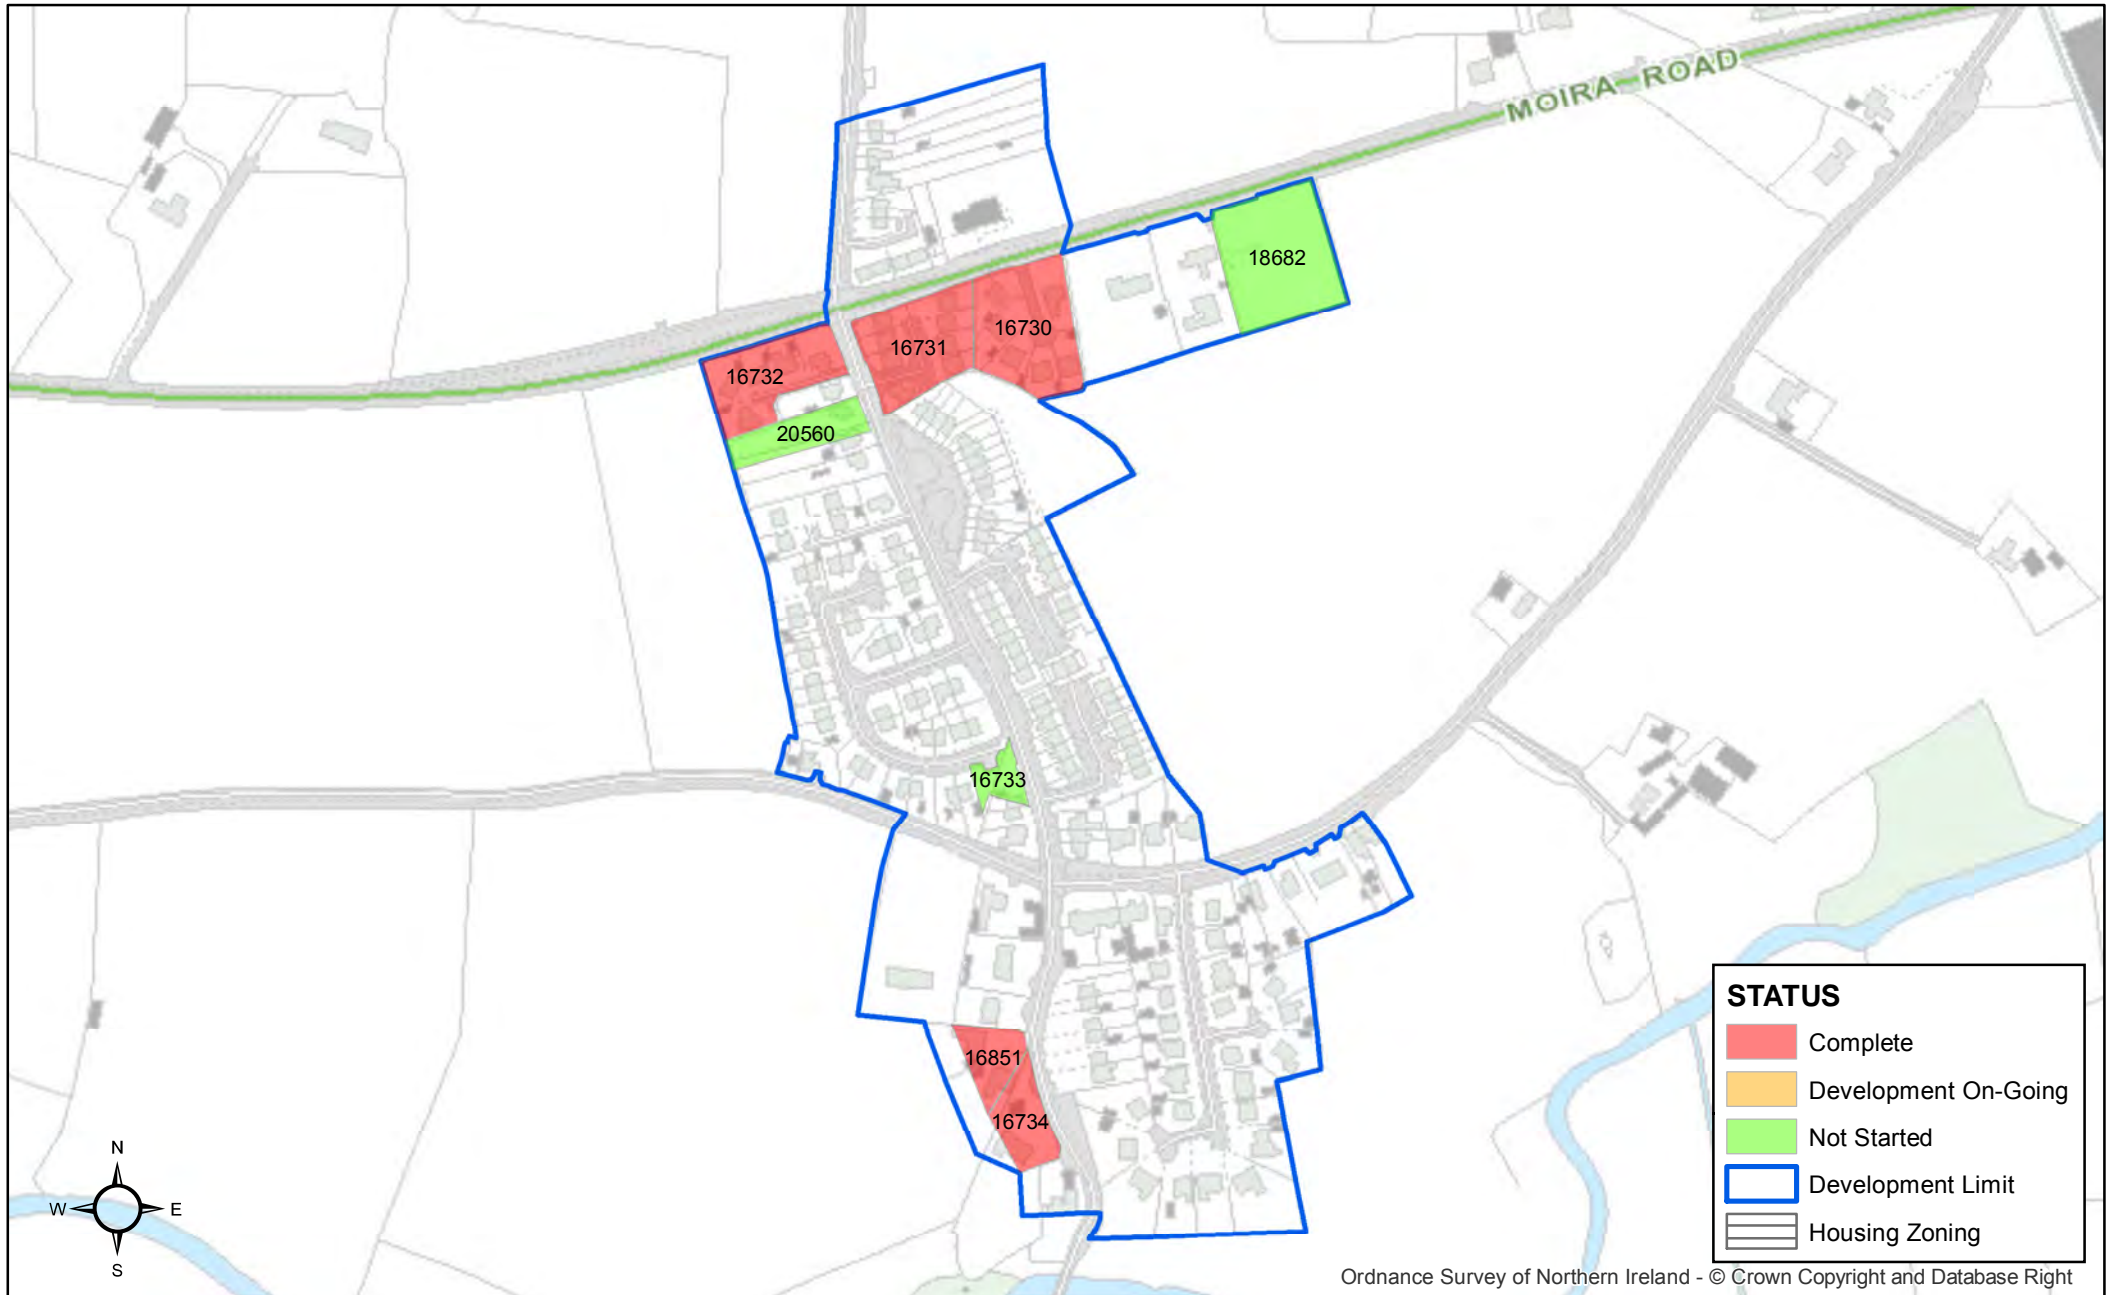 MOIRA ROAD
18682
16730
16731
16732
20560
16733
16851
16734
STATUS
Complete
Development On-Going
Not Started
Development Limit
Housing Zoning
N
W E
S
Ordnance Survey of Northern Ireland - © Crown Copyright and Database Right